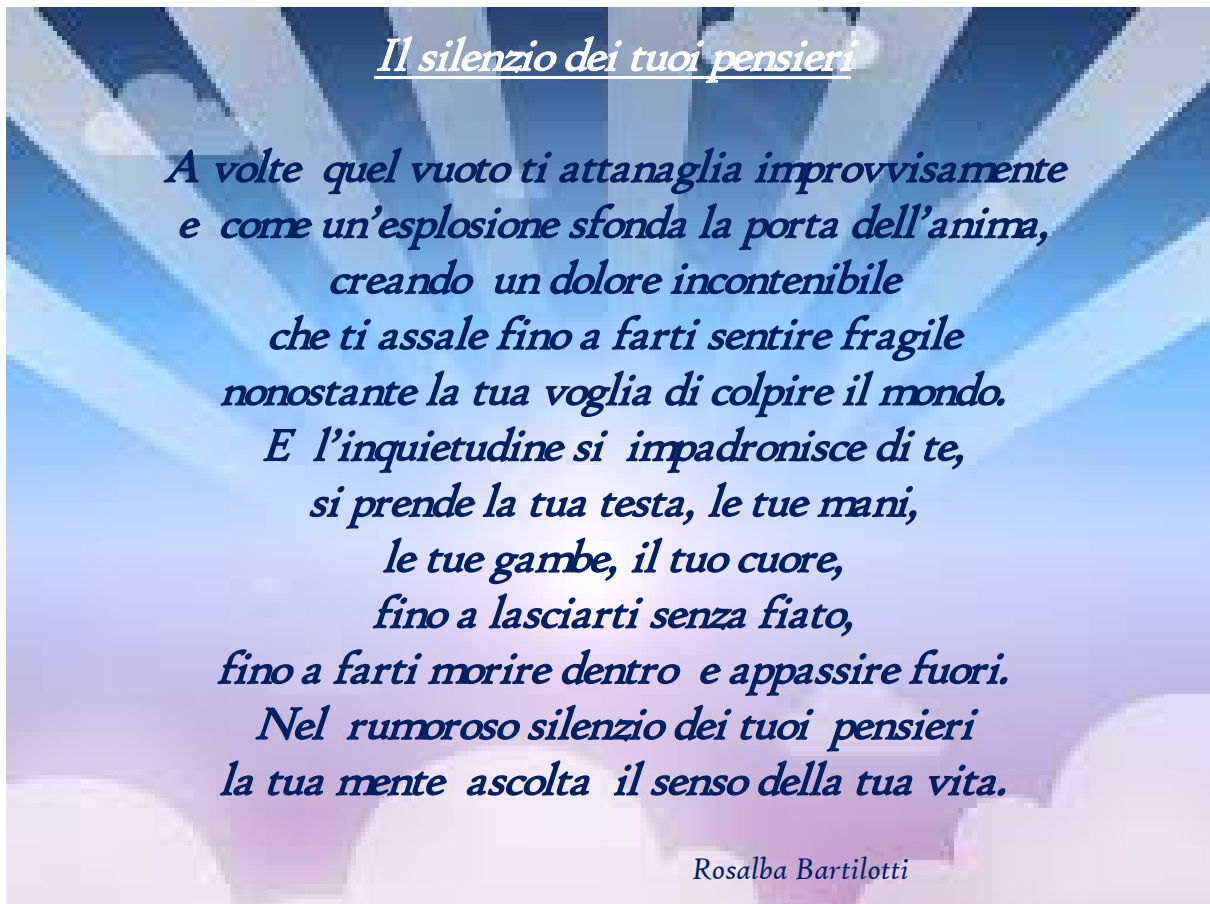 Il silenzio dei tuoi pensieri
A volte quel vuoto ti attanaglia improvvisamente
e come un’esplosione sfonda la porta dell’anima,
creando un dolore incontenibile
che ti assale fino a farti sentire fragile
nonostante la tua voglia di colpire il mondo.
E l’inquietudine si impadronisce di te,
si prende la tua testa, le tue mani,
le tue gambe, il tuo cuore,
fino a lasciarti senza fiato,
fino a farti morire dentro e appassire fuori.
Nel rumoroso silenzio dei tuoi pensieri
la tua mente ascolta il senso della tua vita.
Rosalba Bartilotti